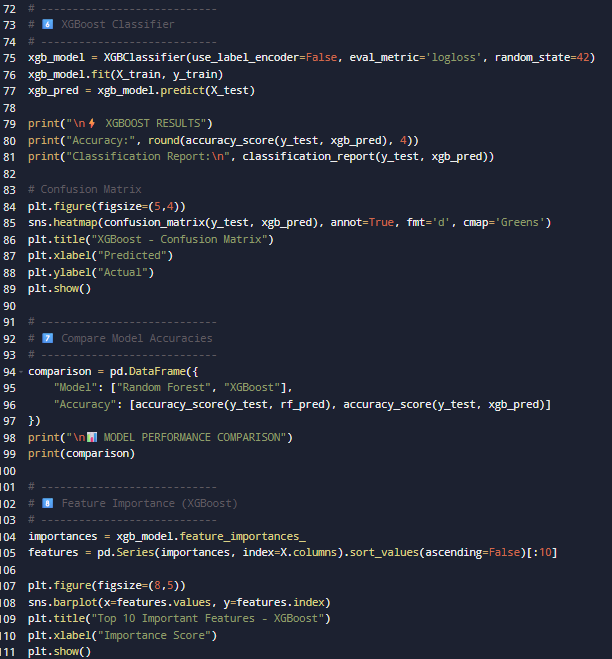 72 # ----------------------------
73 # 6️⃣ XGBoost Classifier
74 # ----------------------------
75 xgb_model = XGBClassifier(use_label_encoder=False, eval_metric='logloss', random_state=42)
76 xgb_model.fit(X_train, y_train)
77 xgb_pred = xgb_model.predict(X_test)
78
79 print("\n⚡ XGBOOST RESULTS")
80 print("Accuracy:", round(accuracy_score(y_test, xgb_pred), 4))
81 print("Classification Report:\n", classification_report(y_test, xgb_pred))
82
83 # Confusion Matrix
84 plt.figure(figsize=(5,4))
85 sns.heatmap(confusion_matrix(y_test, xgb_pred), annot=True, fmt='d', cmap='Greens')
86 plt.title("XGBoost - Confusion Matrix")
87 plt.xlabel("Predicted")
88 plt.ylabel("Actual")
89 plt.show()
90
91 # ----------------------------
92 # 7️⃣ Compare Model Accuracies
93 # ----------------------------
94 comparison = pd.DataFrame({
95     "Model": ["Random Forest", "XGBoost"],
96     "Accuracy": [accuracy_score(y_test, rf_pred), accuracy_score(y_test, xgb_pred)]
97 })
98 print("\n📊 MODEL PERFORMANCE COMPARISON")
99 print(comparison)
100
101 # ----------------------------
102 # 8️⃣ Feature Importance (XGBoost)
103 # ----------------------------
104 importances = xgb_model.feature_importances_
105 features = pd.Series(importances, index=X.columns).sort_values(ascending=False)[:10]
106
107 plt.figure(figsize=(8,5))
108 sns.barplot(x=features.values, y=features.index)
109 plt.title("Top 10 Important Features - XGBoost")
110 plt.xlabel("Importance Score")
111 plt.show()